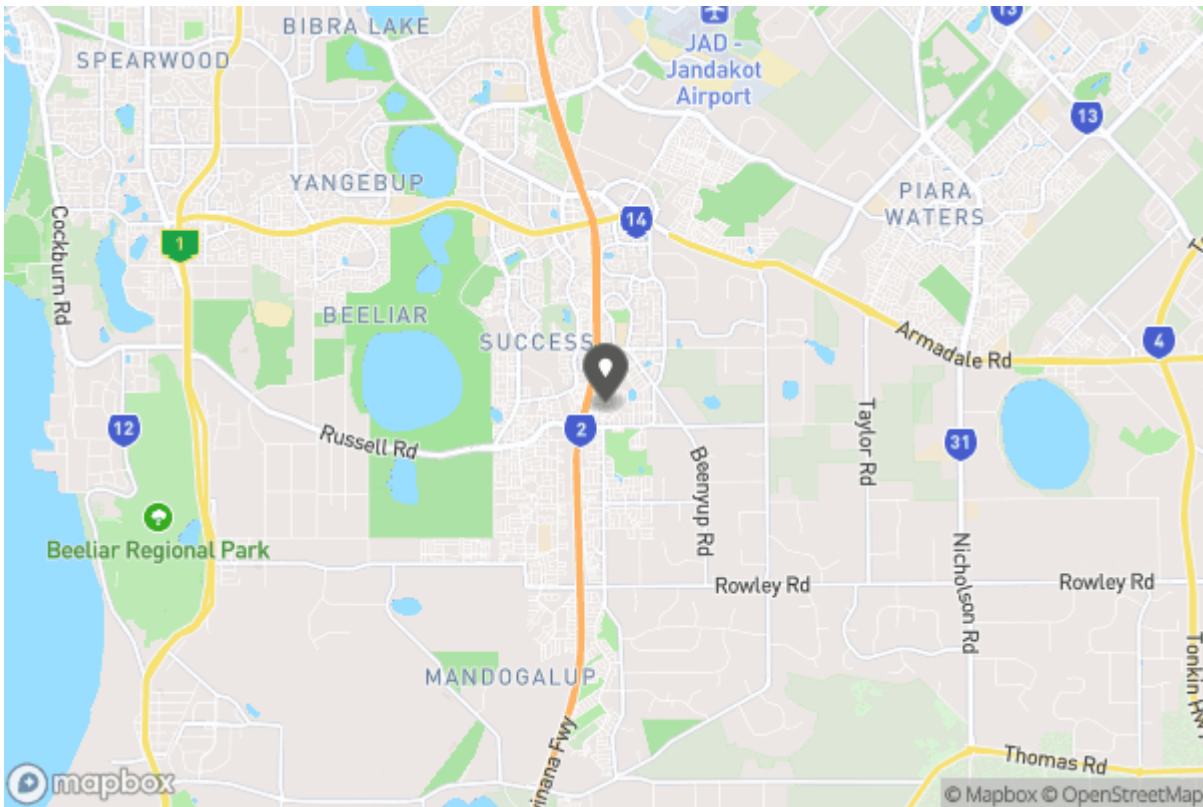 BIBRA LAKE
13
SPEARWOOD
JAD -
Jandakot
Airport
13
YANGEBUP
PIARA
WATERS
14
1
Cockburn Rd
BEELIAR
SUCCESS
Armadale Rd
4
12
2
Russell Rd
Taylor Rd
31
Beenyup Rd
Beeliar Regional Park
Nicholson Rd
Rowley Rd
Rowley Rd
MANDOGALUP
Tonkin Hwy
winana Fwy
Thomas Rd
mapbox
© Mapbox © OpenStreetMap